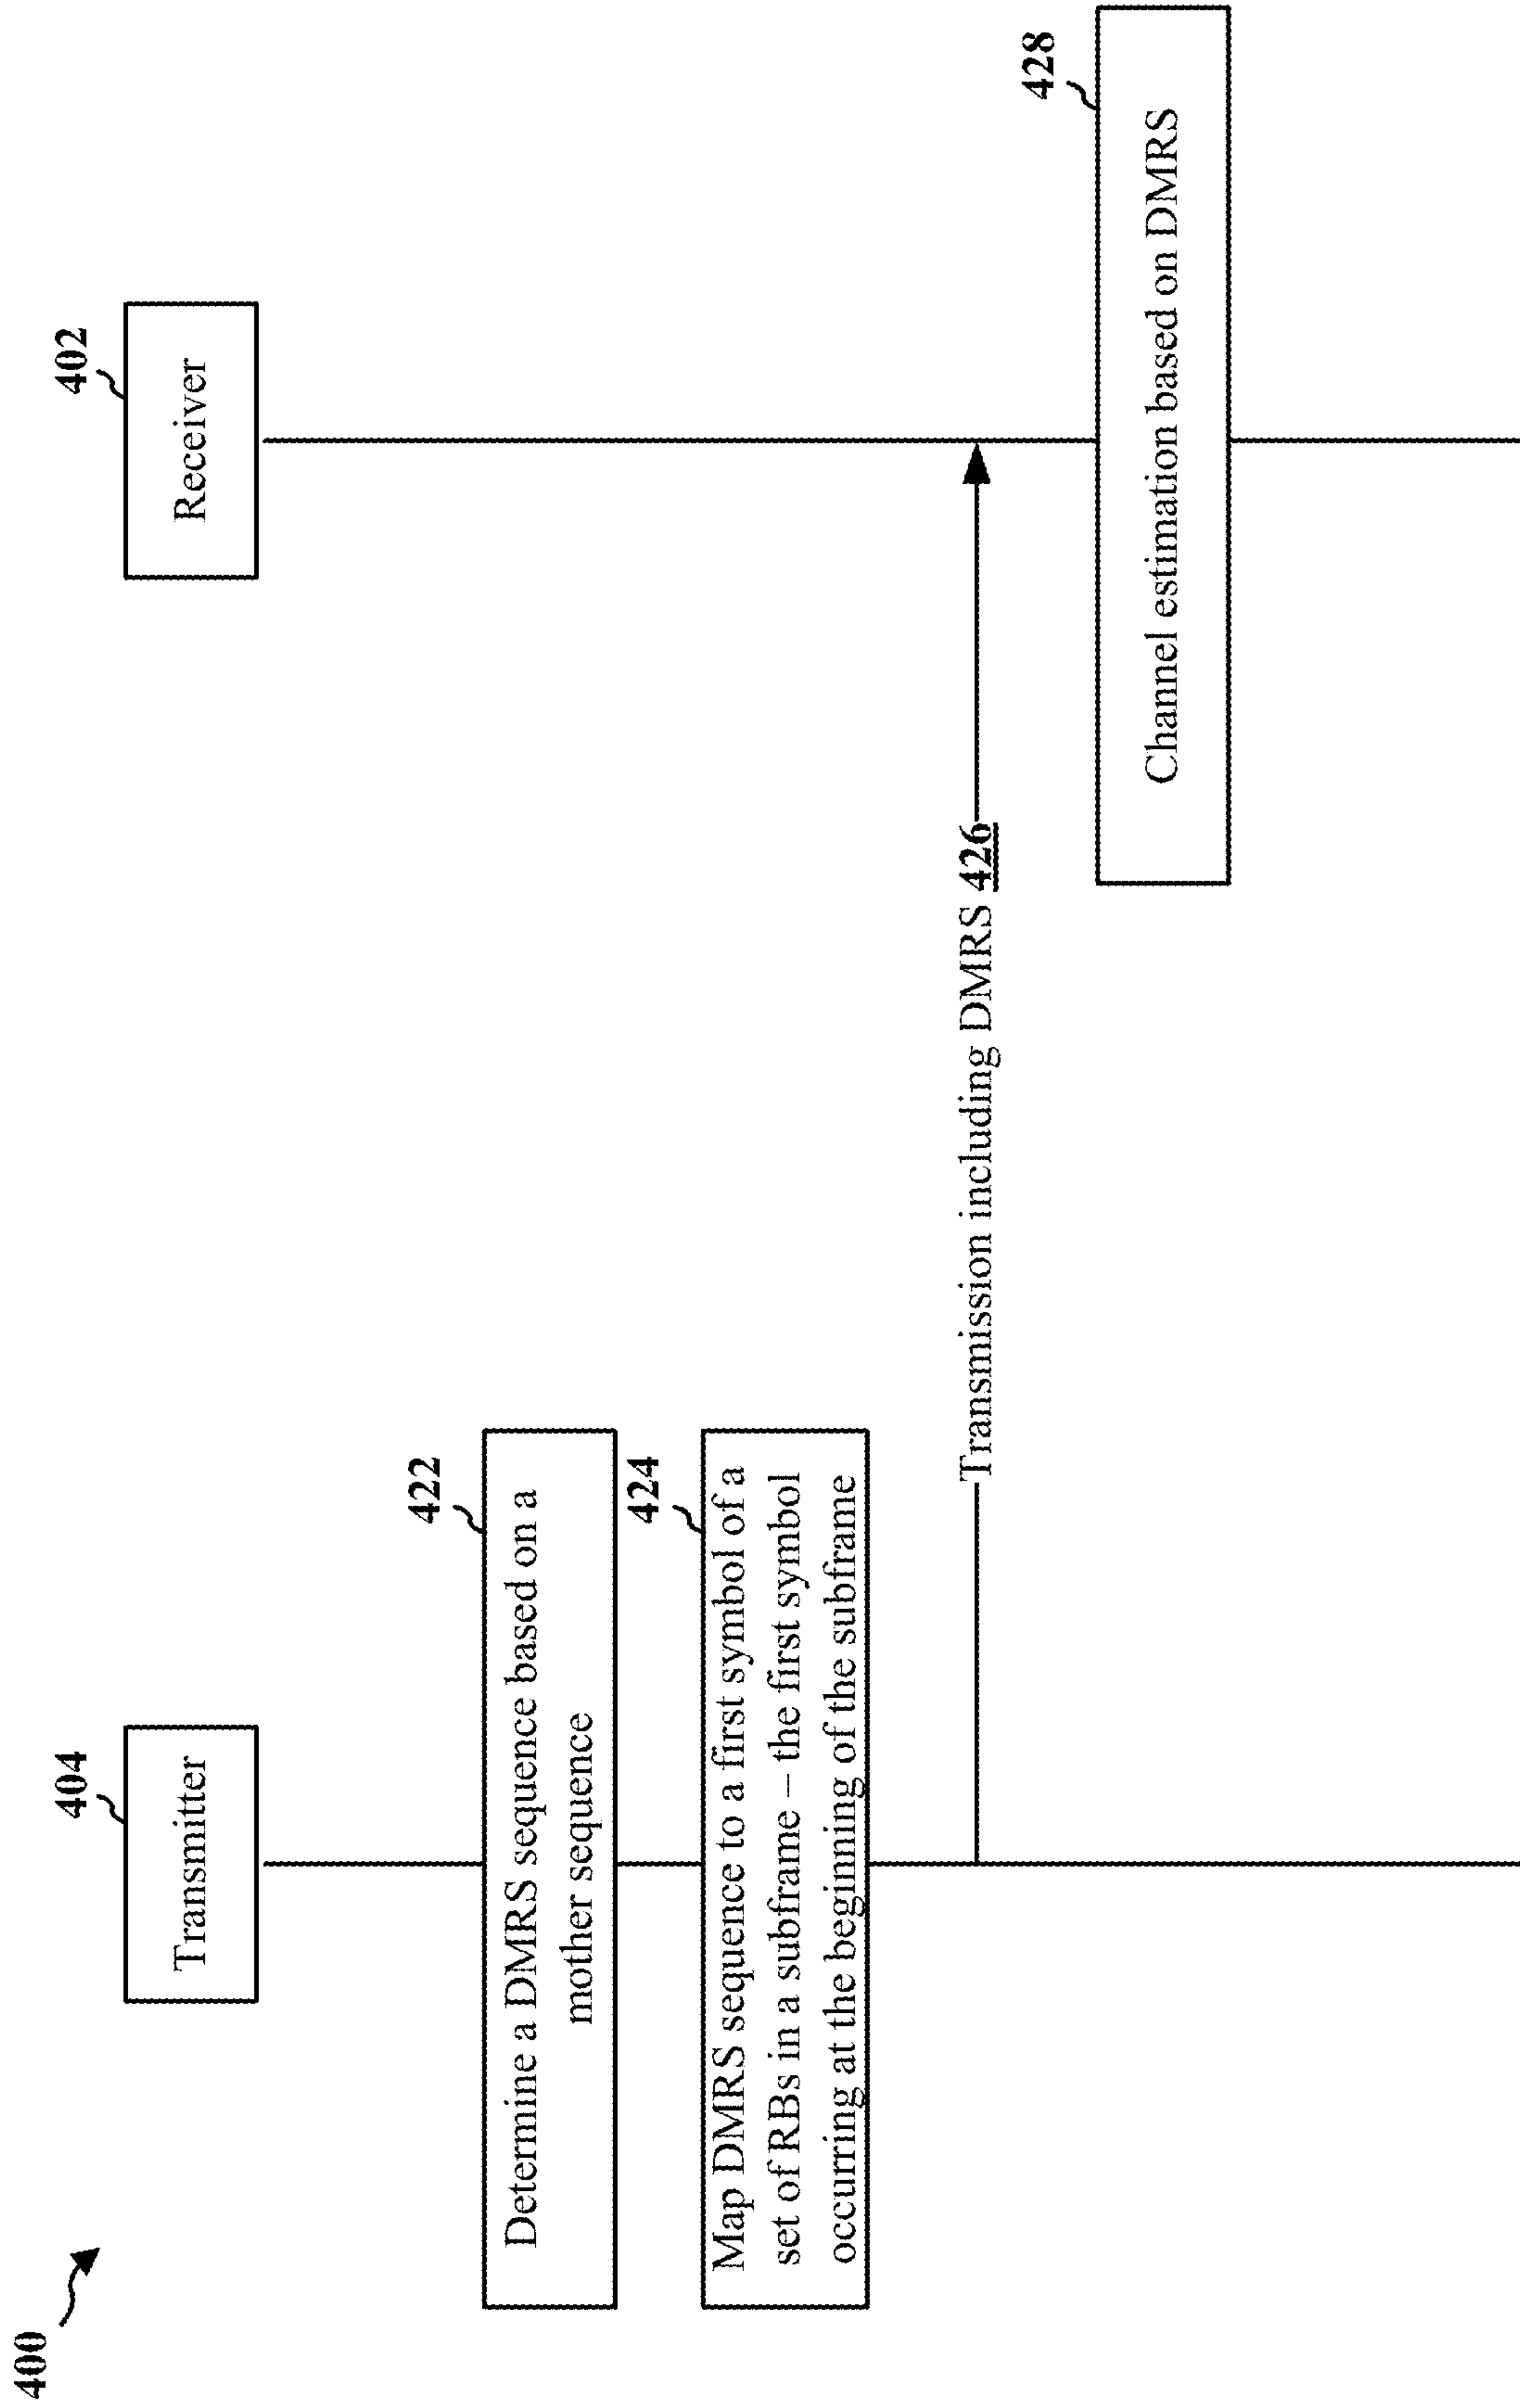 400
404
Transmitter
402
Receiver
422
Determine a DMRS sequence based on a
mother sequence
424
Map DMRS sequence to a first symbol of a
set of RBs in a subframe – the first symbol
occurring at the beginning of the subframe
Transmission including DMRS 426
428
Channel estimation based on DMRS